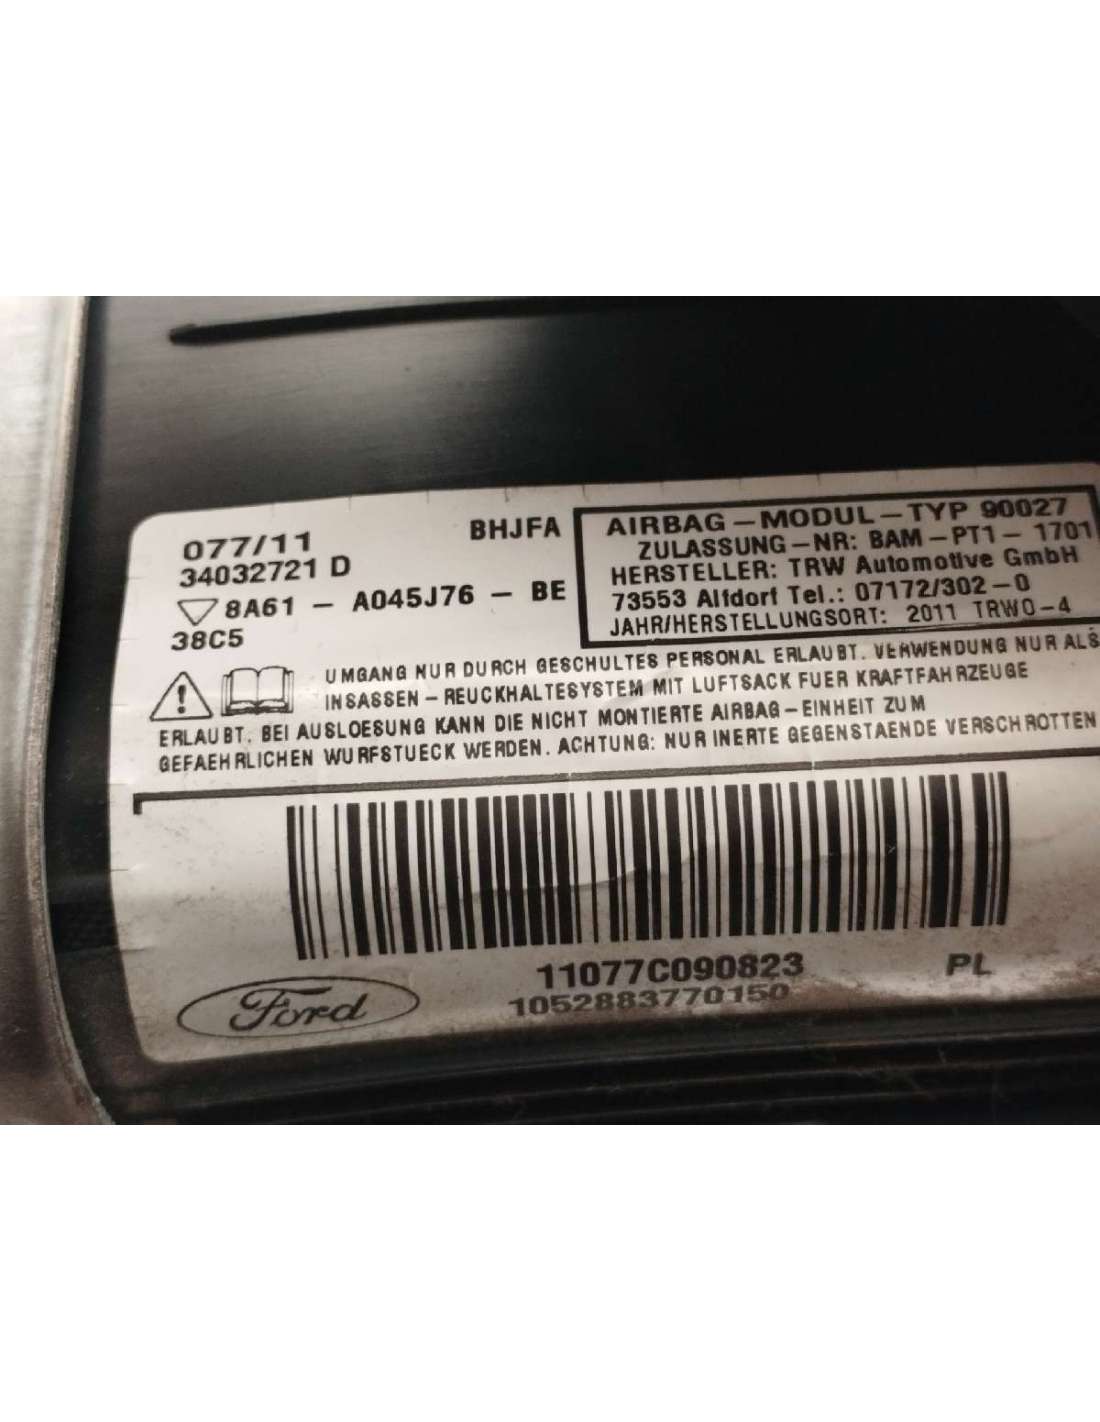 077/11
34032721 D
BHJFA
8A61 - A045J76 - BE
38C5
AIRBAG-MODUL-TYP 90027
ZULASSUNG-NR: BAM-PT1-1701
HERSTELLER: TRW Automotive GmbH
73553 Alfdorf Tel.: 07172/302-0
JAHR/HERSTELLUNGSORT: 2011 TRWO-4
UMGANG NUR DURCH GESCHULTES PERSONAL ERLAUBT. VERWENDUNG NUR ALS
INSASSEN-REUCKHALTESYSTEM MIT LUFTSACK FUER KRAFTFAHRZEUGE
ERLAUBT. BEI AUSLOESUNG KANN DIE NICHT MONTIERTE AIRBAG-EINHEIT ZUM
GEFAEHRLICHEN WURFSTUECK WERDEN. ACHTUNG: NUR INERTE GEGENSTAENDE VERSCHROTTEN
11077C090823
PL
1052883770150
Ford